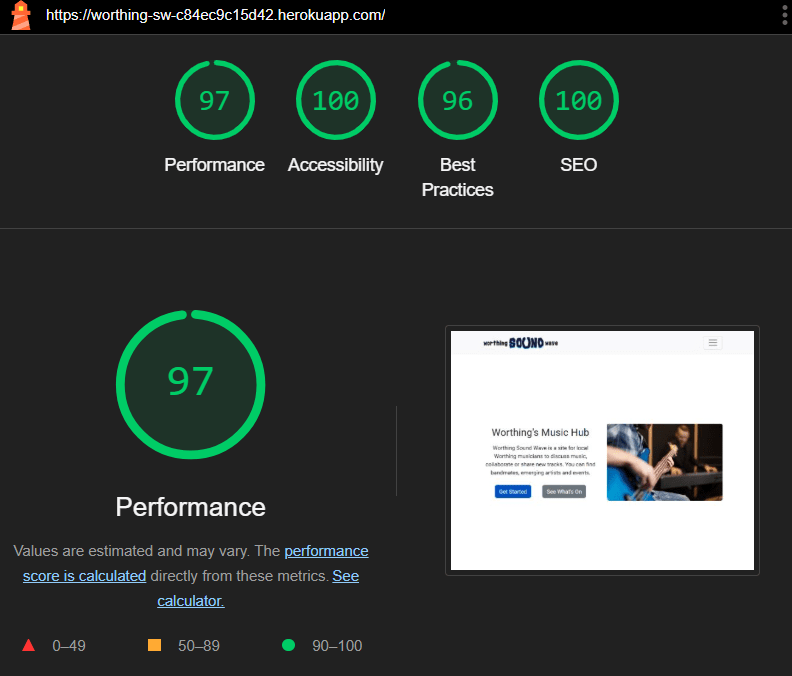 https://worthing-sw-c84ec9c15d42.herokuapp.com/
97
100
96
100
Performance
Accessibility
Best
Practices
SEO
97
Performance
Values are estimated and may vary. The performance
score is calculated directly from these metrics. See
calculator.
0–49
50–89
90–100
worthing SOUND wave
Worthing's Music Hub
Worthing Sound Wave is a site for local
Worthing musicians to discuss music,
collaborate or share new tracks. You can find
bandmates, emerging artists and events.
Get Started
See What's On